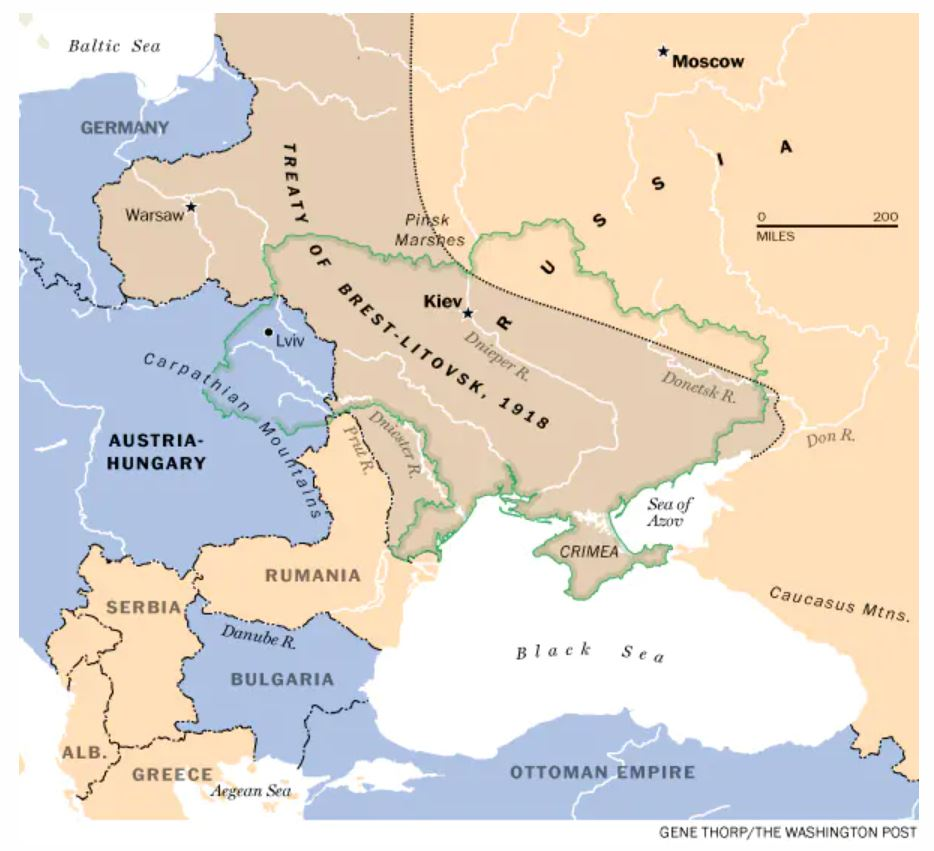 Baltic Sea
Moscow
GERMANY
TREATY OF BREST-LITOVSK, 1918
RUSSIA
Warsaw
Pinsk
Marshes
0 200
MILES
Kiev
Lviv
Dnieper R.
Carpathian Mountains
Donetsk R.
Dniester R.
Prut R.
Don R.
AUSTRIA-
HUNGARY
Sea of
Azov
CRIMEA
RUMANIA
SERBIA
Caucasus Mtns.
Danube R.
Black Sea
BULGARIA
ALB.
GREECE
OTTOMAN EMPIRE
Aegean Sea
GENE THORP/THE WASHINGTON POST